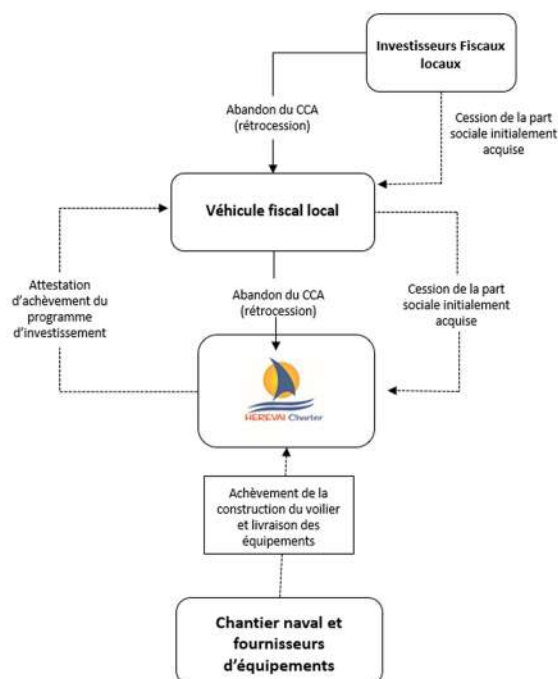 Investisseurs Fiscaux
locaux
Abandon du CCA
(rétrocession)
Cession de la part
sociale initialement
acquise
Véhicule fiscal local
Attestation
d'achèvement du
programme
d'investissement
Abandon du CCA
(rétrocession)
Cession de la part
sociale initialement
acquise
HEREVAI Charter
Achèvement de la
construction du voilier
et livraison des
équipements
Chantier naval et
fournisseurs
d'équipements